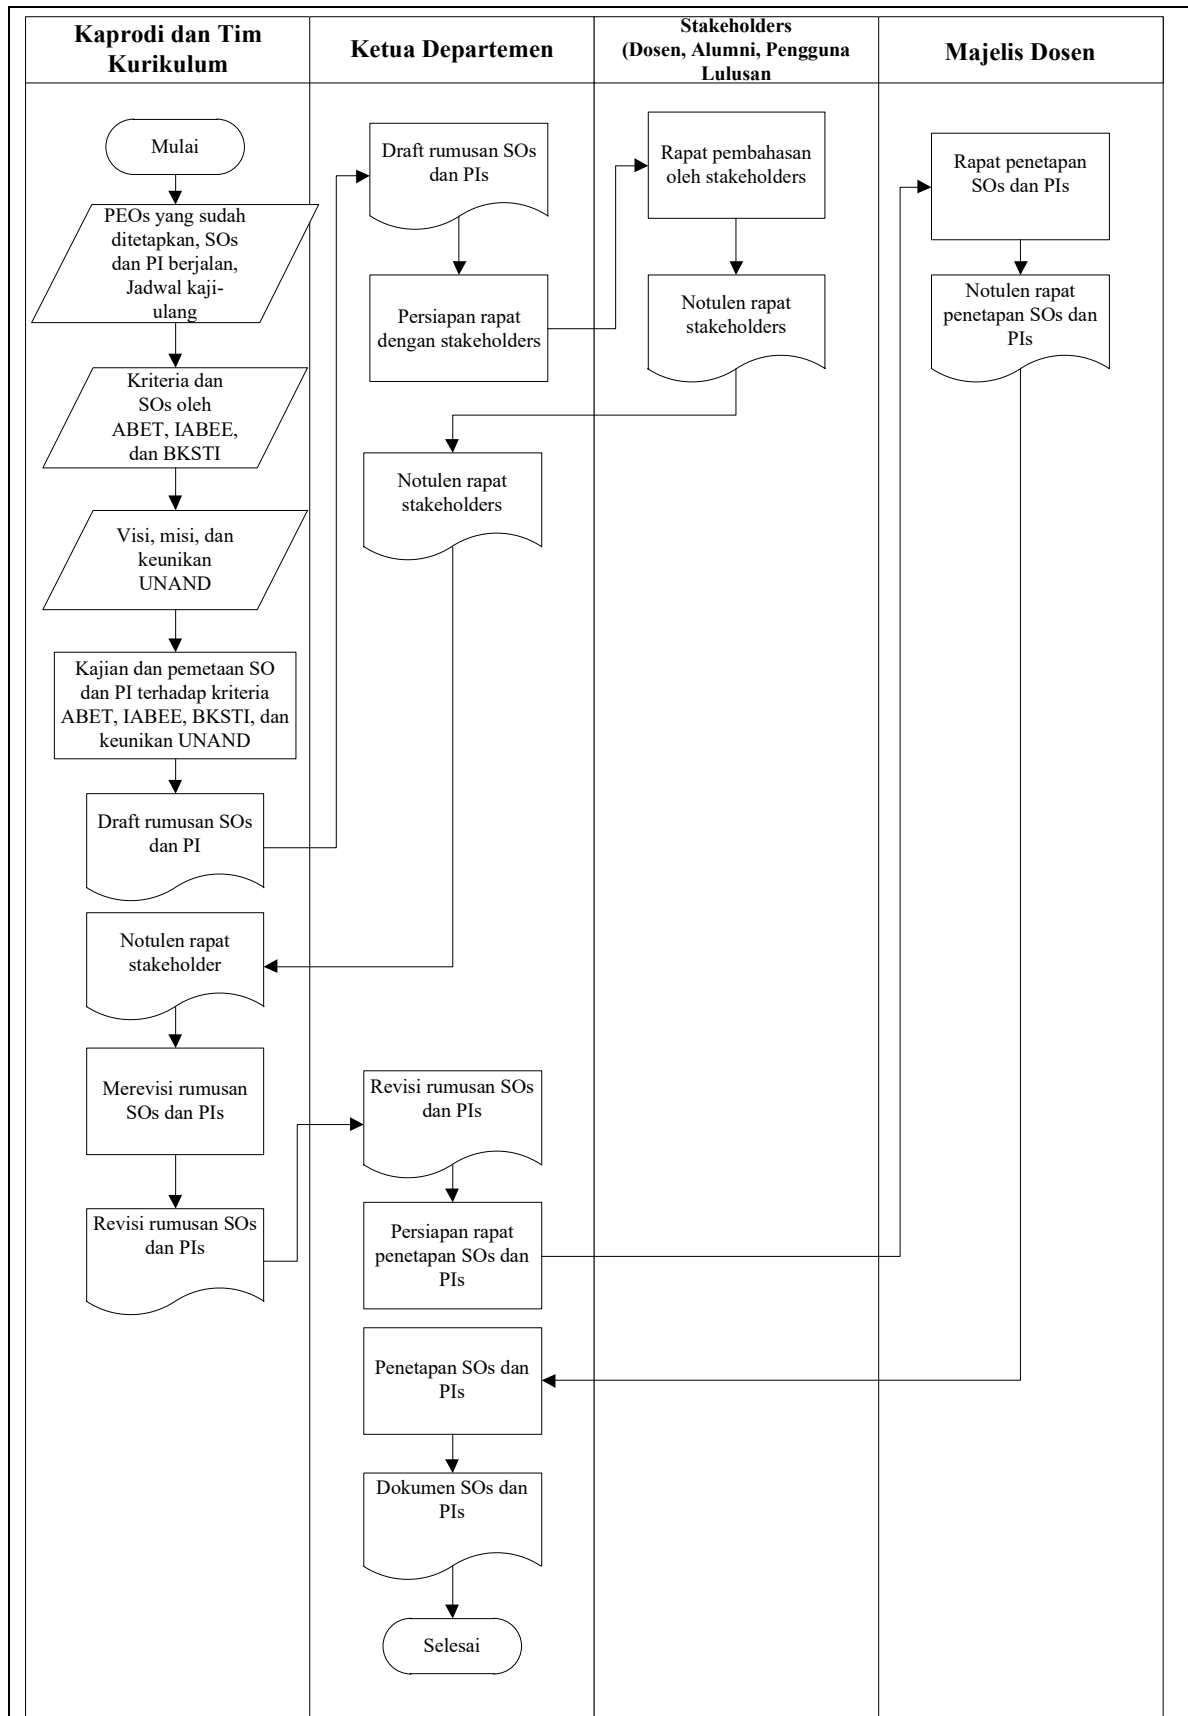 Kaprodi dan Tim
Kurikulum
Ketua Departemen
Stakeholders
(Dosen, Alumni, Pengguna
Lulusan
Majelis Dosen
Mulai
PEOs yang sudah
ditetapkan, SOs
dan PI berjalan,
Jadwal kaji-
ulang
Kriteria dan
SOs oleh
ABET, IABEE,
dan BKSTI
Visi, misi, dan
keunikan
UNAND
Kajian dan pemetaan SO
dan PI terhadap kriteria
ABET, IABEE, BKSTI, dan
keunikan UNAND
Draft rumusan SOs
dan PI
Draft rumusan SOs
dan PIs
Persiapan rapat
dengan stakeholders
Rapat pembahasan
oleh stakeholders
Notulen rapat
stakeholders
Notulen rapat
stakeholders
Notulen rapat
stakeholder
Merevisi rumusan
SOs dan PIs
Revisi rumusan SOs
dan PIs
Revisi rumusan SOs
dan PIs
Persiapan rapat
penetapan SOs dan
PIs
Rapat penetapan
SOs dan PIs
Notulen rapat
penetapan SOs dan
PIs
Penetapan SOs dan
PIs
Dokumen SOs dan
PIs
Selesai